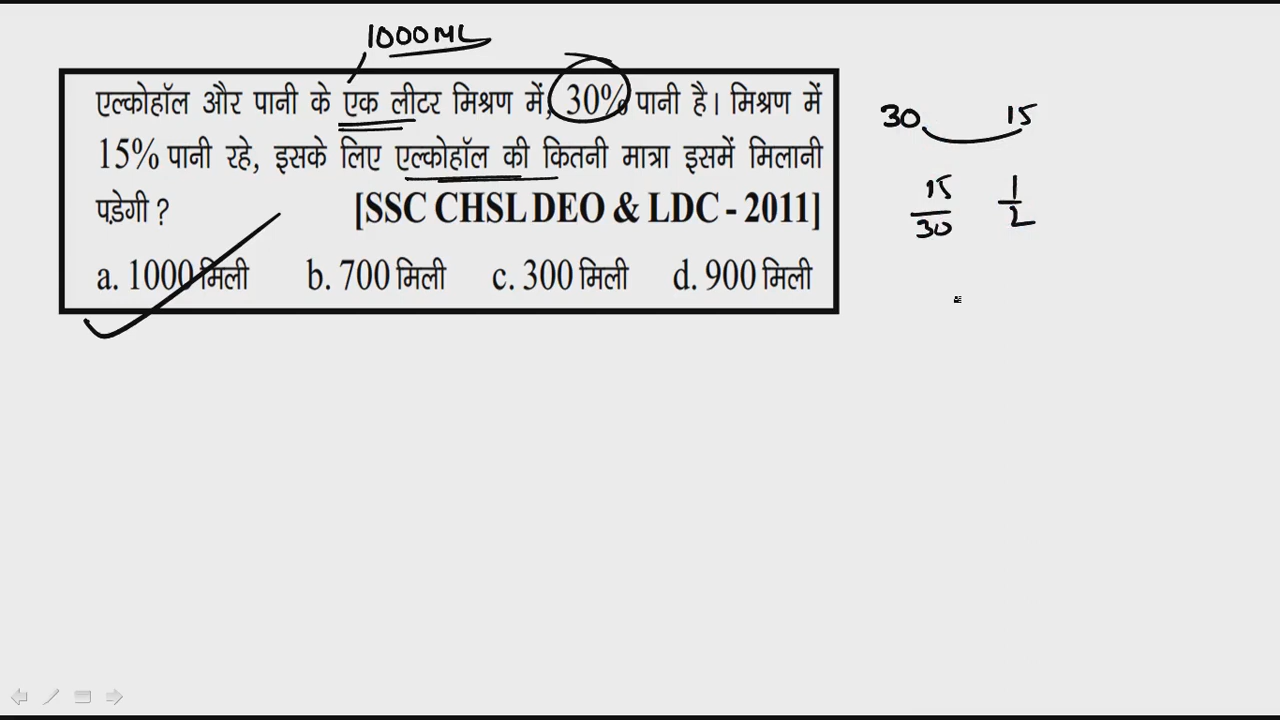 1000ML
एल्कोहॉल और पानी के एक लीटर मिश्रण में, 30% पानी है। मिश्रण में
15% पानी रहे, इसके लिए एल्कोहॉल की कितनी मात्रा इसमें मिलानी
पड़ेगी ? [SSC CHSL DEO & LDC - 2011]
a. 1000 मिली b. 700 मिली c. 300 मिली d. 900 मिली
30 15
15/30 1/2